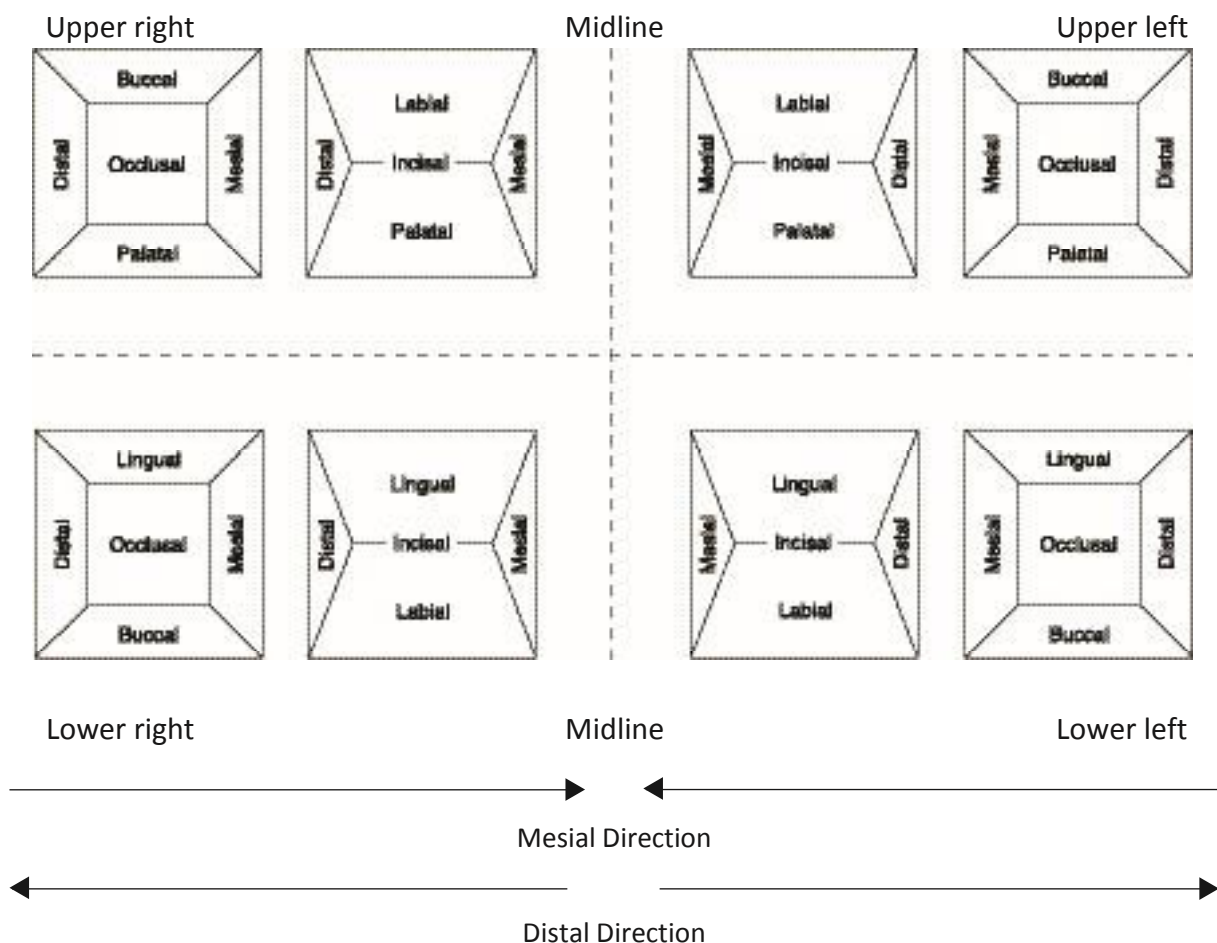 Upper right Midline Upper left
Buccal Labial Labial Buccal
Distal Occlusal Mesial Distal Incisal Mesial Mesial Incisal Distal Mesial Occlusal Distal
Palatal Palatal Palatal Palatal
Lingual Lingual Lingual Lingual
Distal Occlusal Mesial Distal Incisal Mesial Mesial Incisal Distal Mesial Occlusal Distal
Buccal Labial Labial Buccal
Lower right Midline Lower left
Mesial Direction
Distal Direction